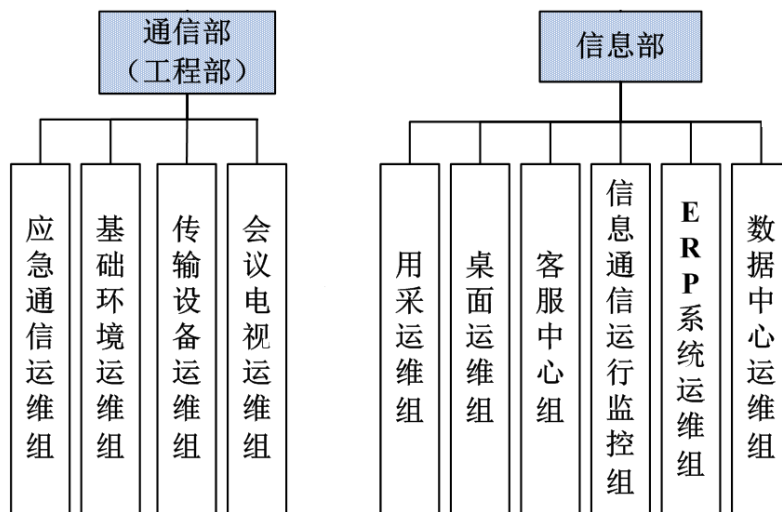 通信部
（工程部）
信息部
应急通信运维组
基础环境运维组
传输设备运维组
会议电视运维组
用采运维组
桌面运维组
客服中心组
信息通信运行监控组
ERP系统运维组
数据中心运维组